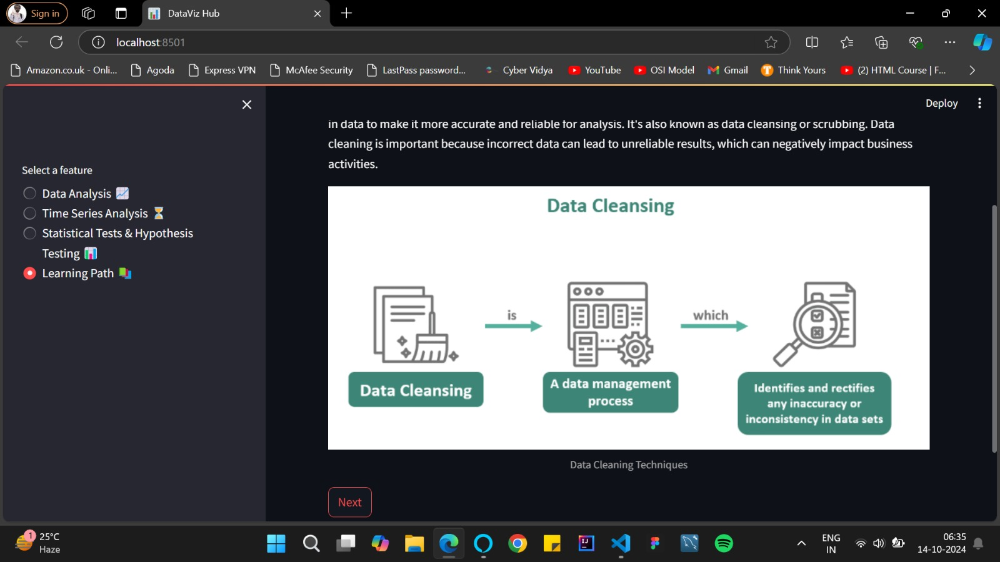 Sign in
DataViz Hub
localhost:8501
Amazon.co.uk - Onli...
Agoda
Express VPN
McAfee Security
LastPass password...
Cyber Vidya
YouTube
OSI Model
Gmail
Think Yours
(2) HTML Course | F...
Deploy
Select a feature
Data Analysis
Time Series Analysis
Statistical Tests & Hypothesis
Testing
Learning Path
in data to make it more accurate and reliable for analysis. It's also known as data cleansing or scrubbing. Data
cleaning is important because incorrect data can lead to unreliable results, which can negatively impact business
activities.
Data Cleansing
is
which
Data Cleansing
A data management
process
Identifies and rectifies
any inaccuracy or
inconsistency in data sets
Data Cleaning Techniques
Next
1
25°C
Haze
IJ
ENG
IN
06:35
14-10-2024